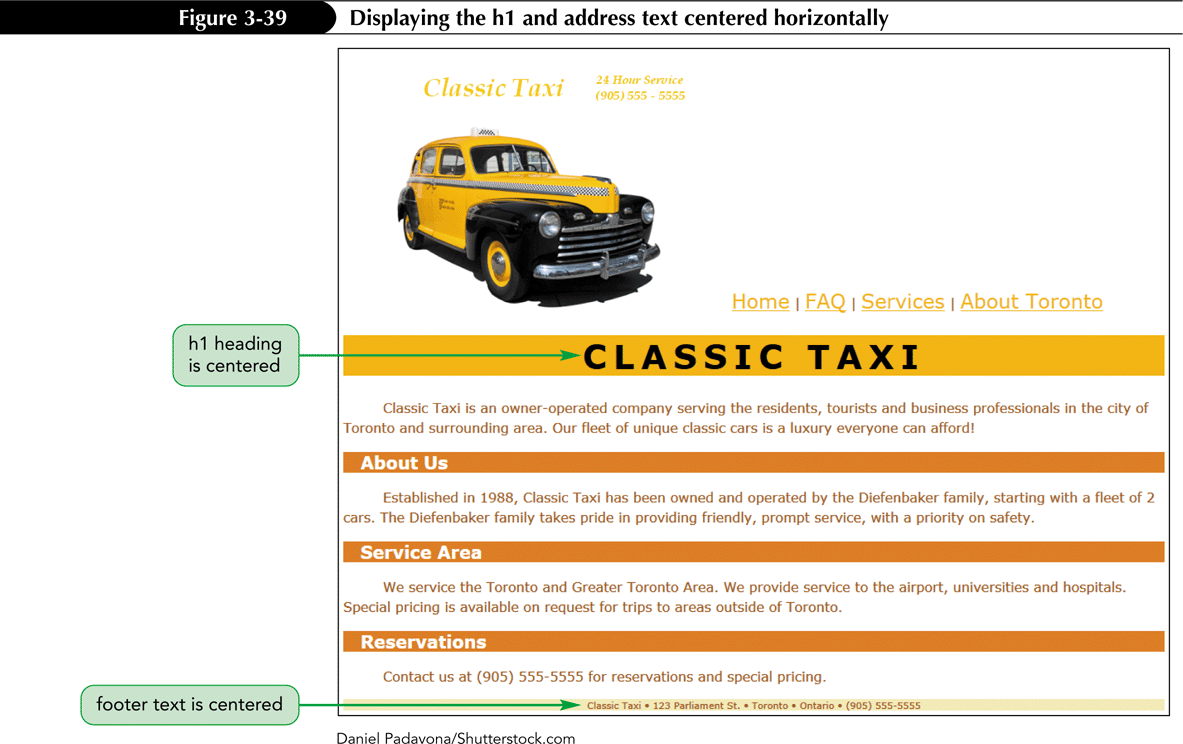 Figure 3-39 Displaying the h1 and address text centered horizontally
Classic Taxi
24 Hour Service
(905) 555 - 5555
Home | FAQ | Services | About Toronto
h1 heading
is centered
CLASSIC TAXI
Classic Taxi is an owner-operated company serving the residents, tourists and business professionals in the city of
Toronto and surrounding area. Our fleet of unique classic cars is a luxury everyone can afford!
About Us
Established in 1988, Classic Taxi has been owned and operated by the Diefenbaker family, starting with a fleet of 2
cars. The Diefenbaker family takes pride in providing friendly, prompt service, with a priority on safety.
Service Area
We service the Toronto and Greater Toronto Area. We provide service to the airport, universities and hospitals.
Special pricing is available on request for trips to areas outside of Toronto.
Reservations
Contact us at (905) 555-5555 for reservations and special pricing.
footer text is centered
Classic Taxi • 123 Parliament St. • Toronto • Ontario • (905) 555-5555
Daniel Padavona/Shutterstock.com